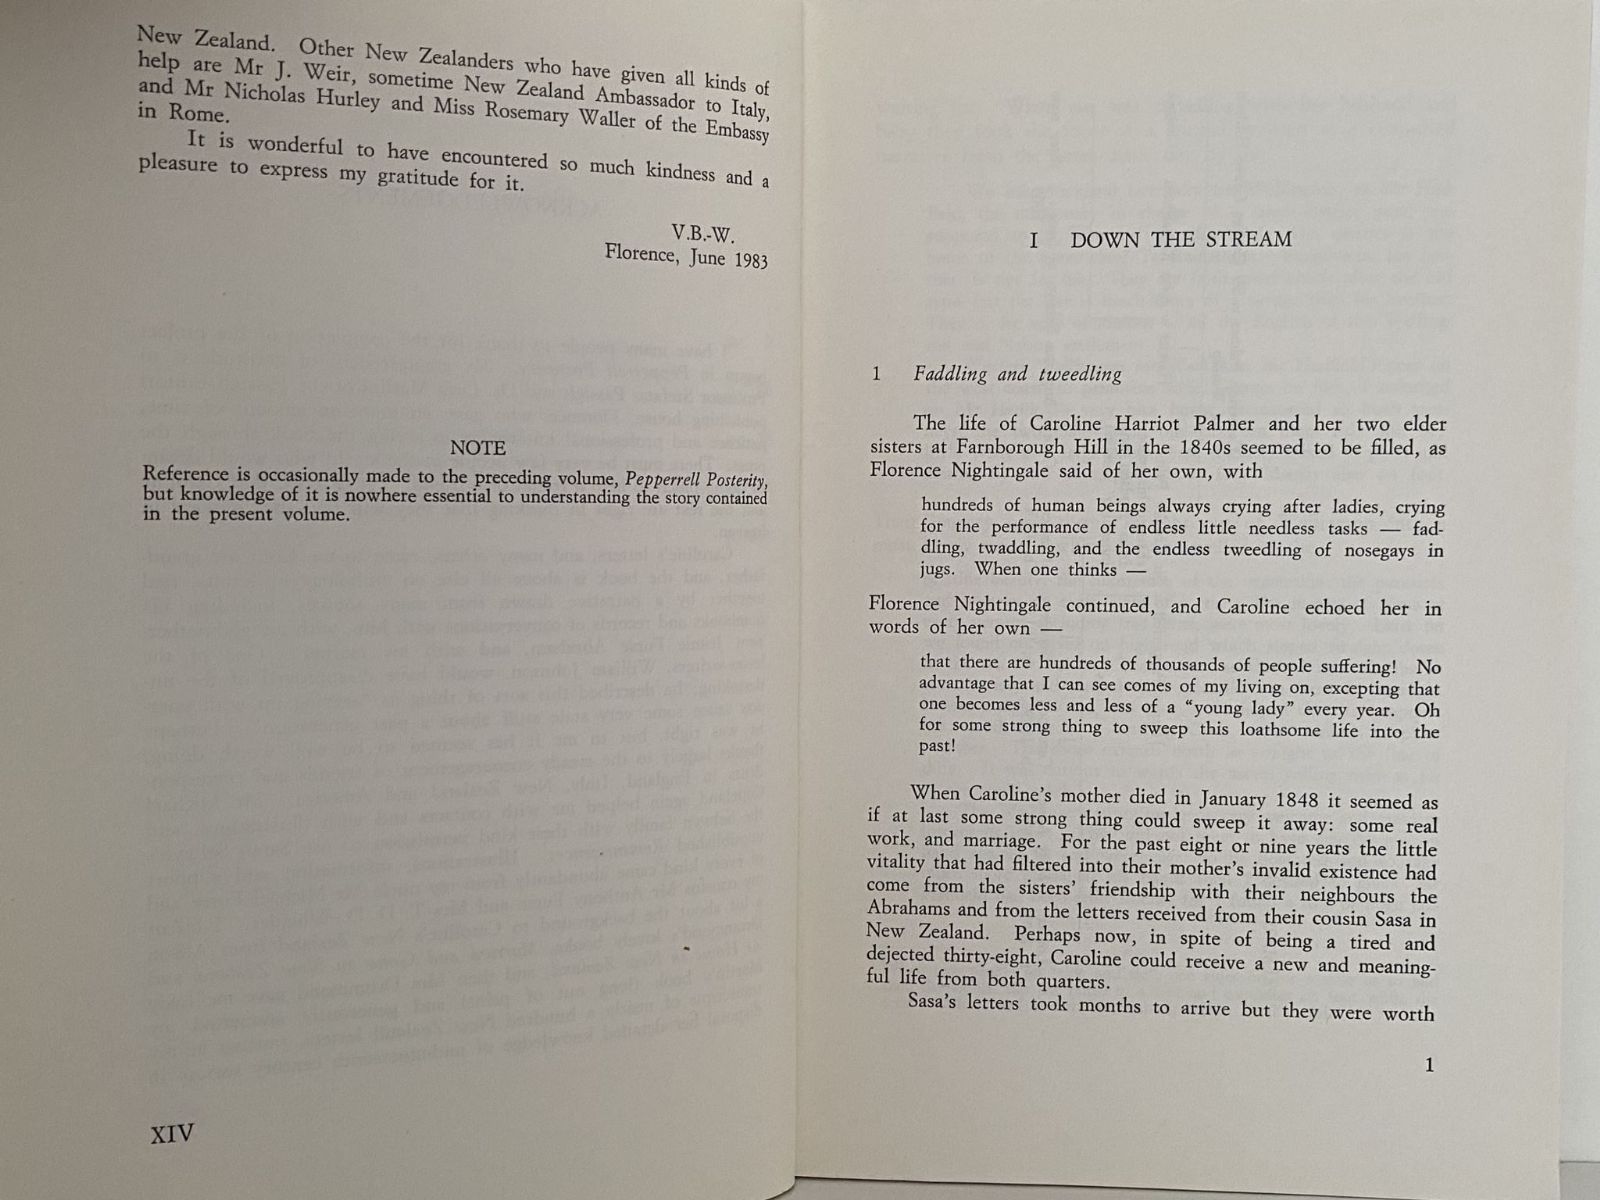 New Zealand. Other New Zealanders who have given all kinds of
help are Mr J. Weir, sometime New Zealand Ambassador to Italy,
and Mr Nicholas Hurley and Miss Rosemary Waller of the Embassy
in Rome.
It is wonderful to have encountered so much kindness and a
pleasure to express my gratitude for it.
V.B.-W.
Florence, June 1983
NOTE
Reference is occasionally made to the preceding volume, Pepperrell Posterity,
but knowledge of it is nowhere essential to understanding the story contained
in the present volume.
XIV
I DOWN THE STREAM
1 Faddling and tweedling
The life of Caroline Harriot Palmer and her two elder
sisters at Farnborough Hill in the 1840s seemed to be filled, as
Florence Nightingale said of her own, with
hundreds of human beings always crying after ladies, crying
for the performance of endless little needless tasks — fad-
dling, twaddling, and the endless tweedling of nosegays in
jugs. When one thinks —
Florence Nightingale continued, and Caroline echoed her in
words of her own —
that there are hundreds of thousands of people suffering! No
advantage that I can see comes of my living on, excepting that
one becomes less and less of a “young lady” every year. Oh
for some strong thing to sweep this loathsome life into the
past!
When Caroline’s mother died in January 1848 it seemed as
if at last some strong thing could sweep it away: some real
work, and marriage. For the past eight or nine years the little
vitality that had filtered into their mother’s invalid existence had
come from the sisters’ friendship with their neighbours the
Abrahams and from the letters received from their cousin Sasa in
New Zealand. Perhaps now, in spite of being a tired and
dejected thirty-eight, Caroline could receive a new and meaning-
ful life from both quarters.
Sasa’s letters took months to arrive but they were worth
1